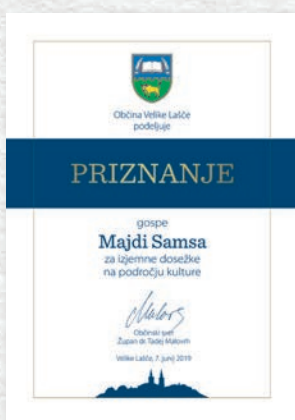 Občina Velike Lašče
podeljuje
PRIZNANJE
gospe
Majdi Samsa
za izjemne dosežke
na področju kulture
Občinski svet
Župan dr. Tadej Malovrh
Velike Lašče, 7. junij 2019